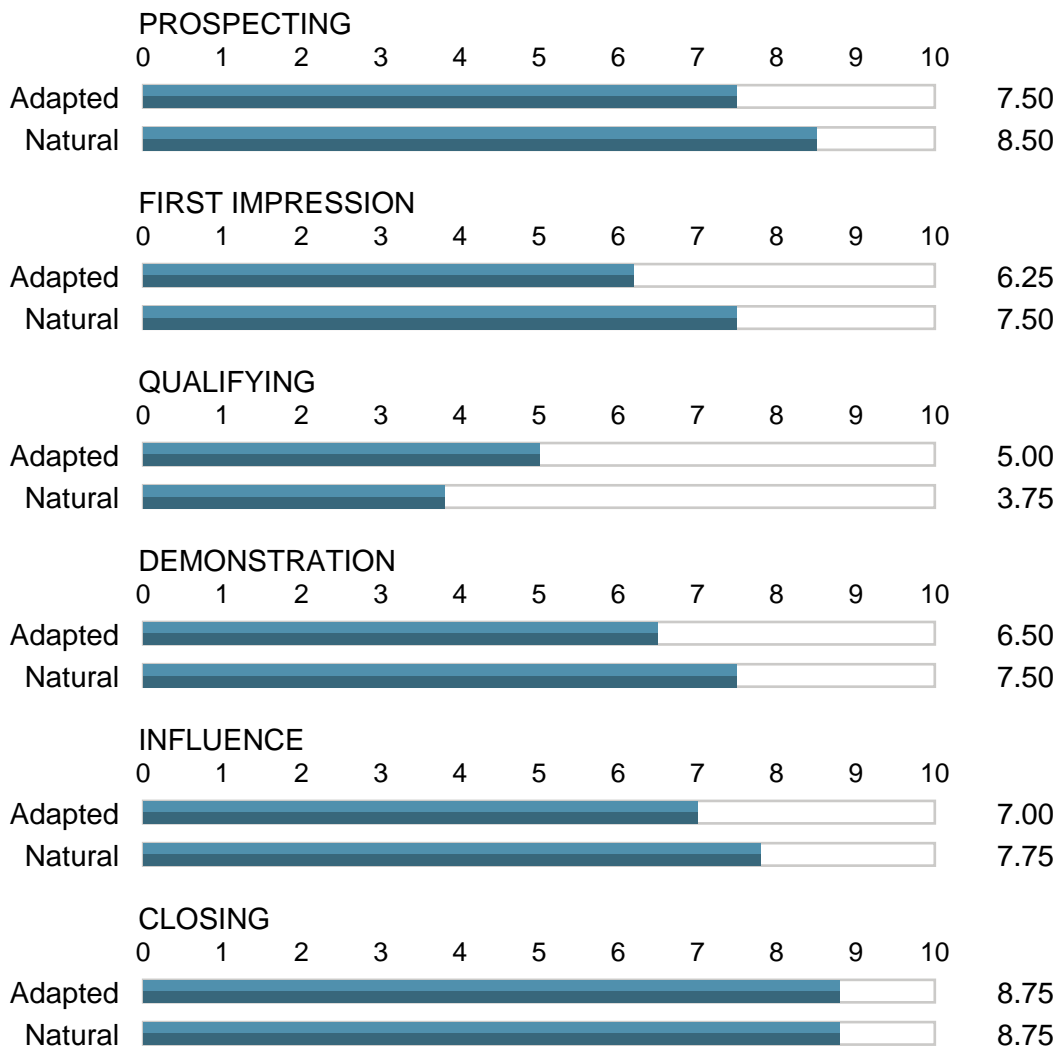 PROSPECTING
0 1 2 3 4 5 6 7 8 9 10
Adapted 7.50
Natural 8.50
FIRST IMPRESSION
0 1 2 3 4 5 6 7 8 9 10
Adapted 6.25
Natural 7.50
QUALIFYING
0 1 2 3 4 5 6 7 8 9 10
Adapted 5.00
Natural 3.75
DEMONSTRATION
0 1 2 3 4 5 6 7 8 9 10
Adapted 6.50
Natural 7.50
INFLUENCE
0 1 2 3 4 5 6 7 8 9 10
Adapted 7.00
Natural 7.75
CLOSING
0 1 2 3 4 5 6 7 8 9 10
Adapted 8.75
Natural 8.75